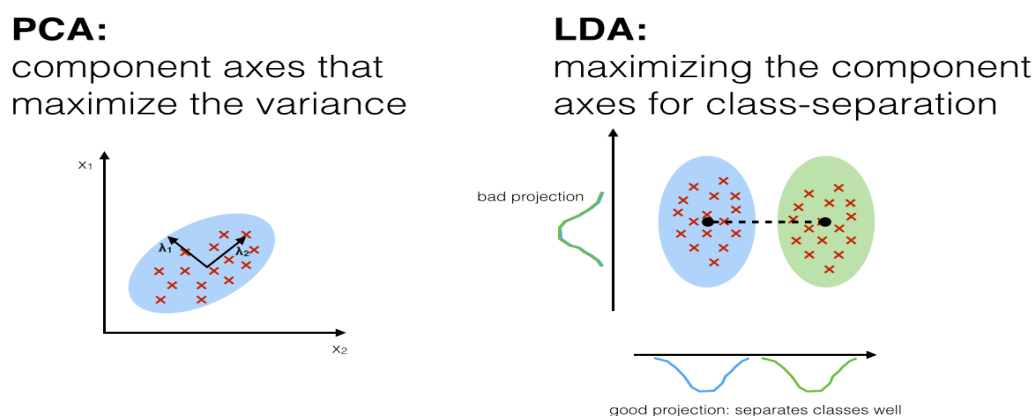 PCA:
component axes that
maximize the variance
x₁
λ₁
λ₂
x₂
LDA:
maximizing the component
axes for class-separation
bad projection
good projection: separates classes well